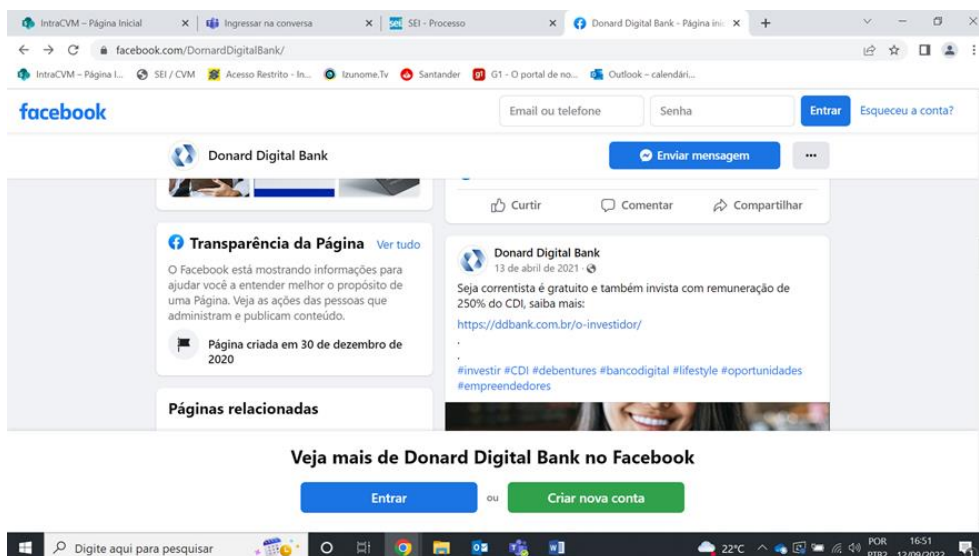 IntraCVM – Página Inicial
Ingressar na conversa
SEI - Processo
Donard Digital Bank - Página inic
facebook.com/DornardDigitalBank/
IntraCVM – Página I...
SEI / CVM
Acesso Restrito - In...
Izunome.Tv
Santander
G1 - O portal de no...
Outlook – calendári...
facebook
Email ou telefone
Senha
Entrar
Esqueceu a conta?
Donard Digital Bank
Enviar mensagem
Curtir
Comentar
Compartilhar
Transparência da Página
Ver tudo
O Facebook está mostrando informações para
ajudar você a entender melhor o propósito de
uma Página. Veja as ações das pessoas que
administram e publicam conteúdo.
Página criada em 30 de dezembro de
2020
Páginas relacionadas
Donard Digital Bank
13 de abril de 2021 ·
Seja correntista é gratuito e também invista com remuneração de
250% do CDI, saiba mais:
https://ddbank.com.br/o-investidor/
.
.
#investir #CDI #debentures #bancodigital #lifestyle #oportunidades
#empreendedores
Veja mais de Donard Digital Bank no Facebook
Entrar
ou
Criar nova conta
Digite aqui para pesquisar
22°C
POR
PTB2
16:51
12/09/2022